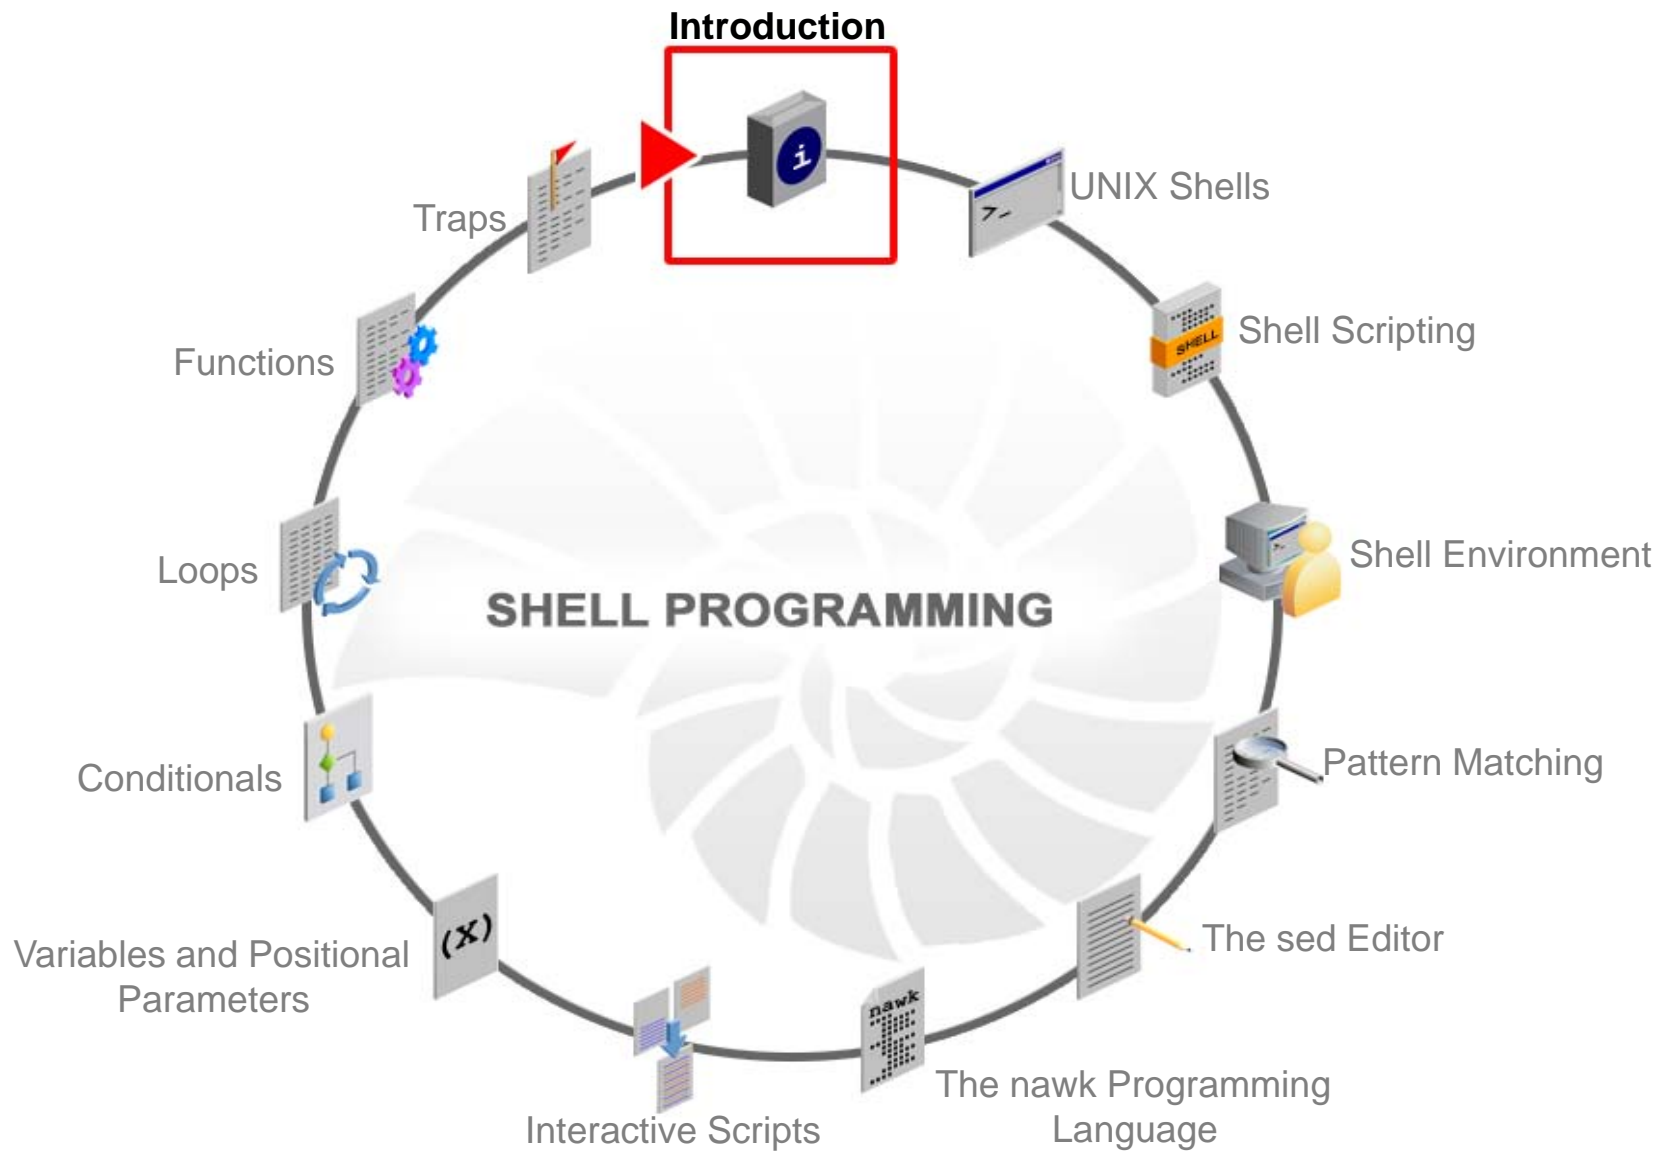 Introduction
i
UNIX Shells
>_
Traps
Shell Scripting
SHELL
Functions
Shell Environment
>_
Loops
SHELL PROGRAMMING
Pattern Matching
Conditionals
The sed Editor
(X)
Variables and Positional
Parameters
nawk
The nawk Programming
Language
Interactive Scripts